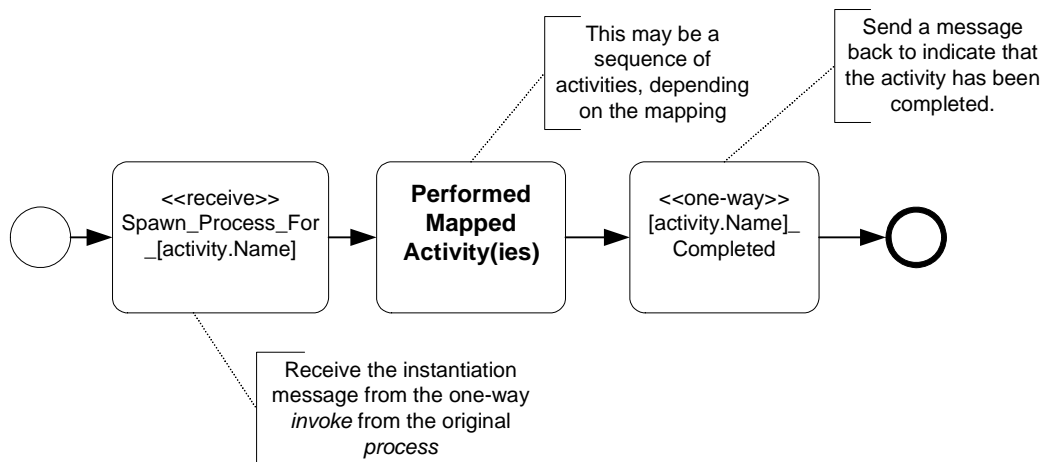 This may be a
sequence of
activities, depending
on the mapping
Send a message
back to indicate that
the activity has been
completed.
<<receive>>
Spawn_Process_For
_[activity.Name]
Performed
Mapped
Activity(ies)
<<one-way>>
[activity.Name]_
Completed
Receive the instantiation
message from the one-way
invoke from the original
process